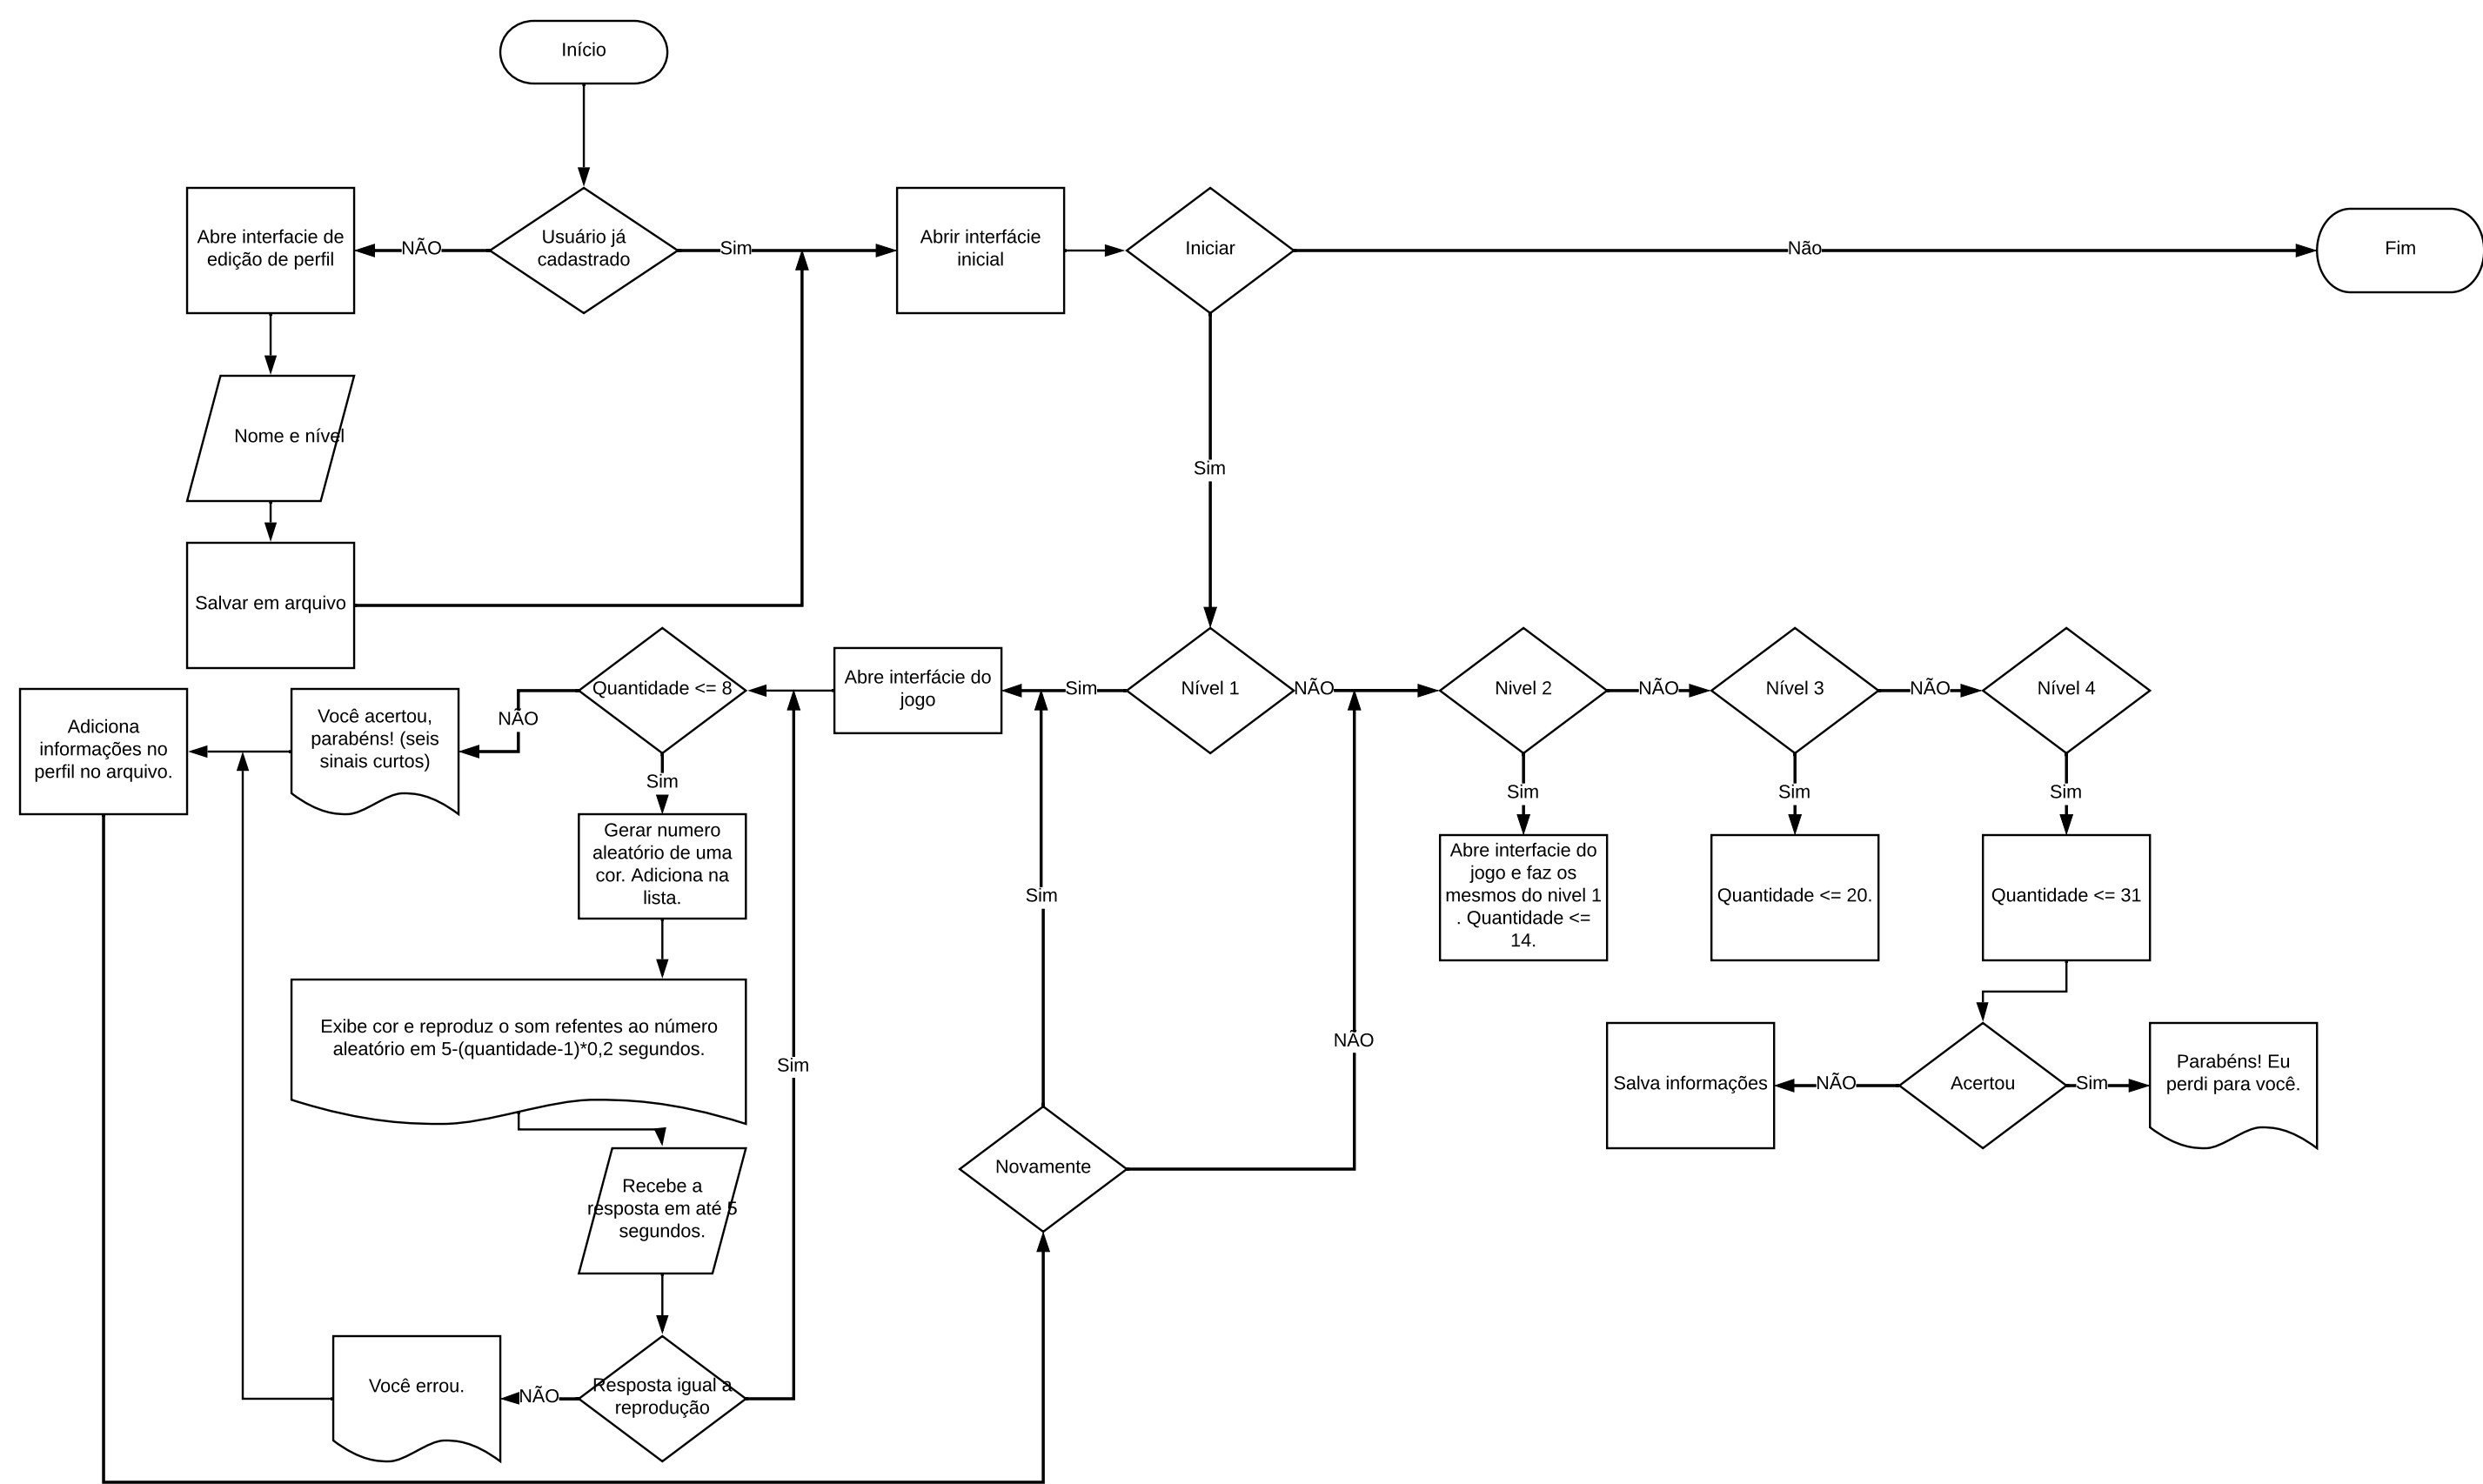 Início
Abre interfacie de
edição de perfil
NÃO
Usuário já
cadastrado
Sim
Abrir interfácie
inicial
Iniciar
Não
Fim
Nome e nível
Sim
Salvar em arquivo
Adiciona
informações no
perfil no arquivo.
Você acertou,
parabéns! (seis
sinais curtos)
NÃO
Quantidade <= 8
Abre interfácie do
jogo
Sim
Nível 1
NÃO
Nivel 2
NÃO
Nível 3
NÃO
Nível 4
Sim
Sim
Sim
Sim
Gerar numero
aleatório de uma
cor. Adiciona na
lista.
Sim
Abre interfacie do
jogo e faz os
mesmos do nivel 1
. Quantidade <=
14.
Quantidade <= 20.
Quantidade <= 31
Exibe cor e reproduz o som refentes ao número
aleatório em 5-(quantidade-1)*0,2 segundos.
Sim
NÃO
Salva informações
NÃO
Acertou
Sim
Parabéns! Eu
perdi para você.
Recebe a
resposta em até 5
segundos.
Novamente
Você errou.
NÃO
Resposta igual a
reprodução